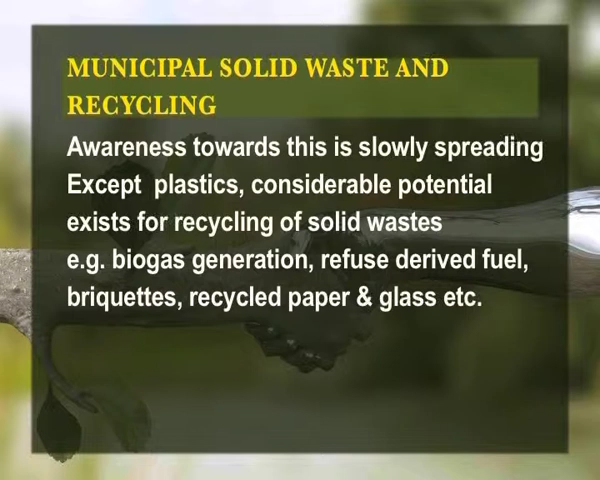 MUNICIPAL SOLID WASTE AND
RECYCLING
Awareness towards this is slowly spreading
Except  plastics, considerable potential
exists for recycling of solid wastes
e.g. biogas generation, refuse derived fuel,
briquettes, recycled paper & glass etc.